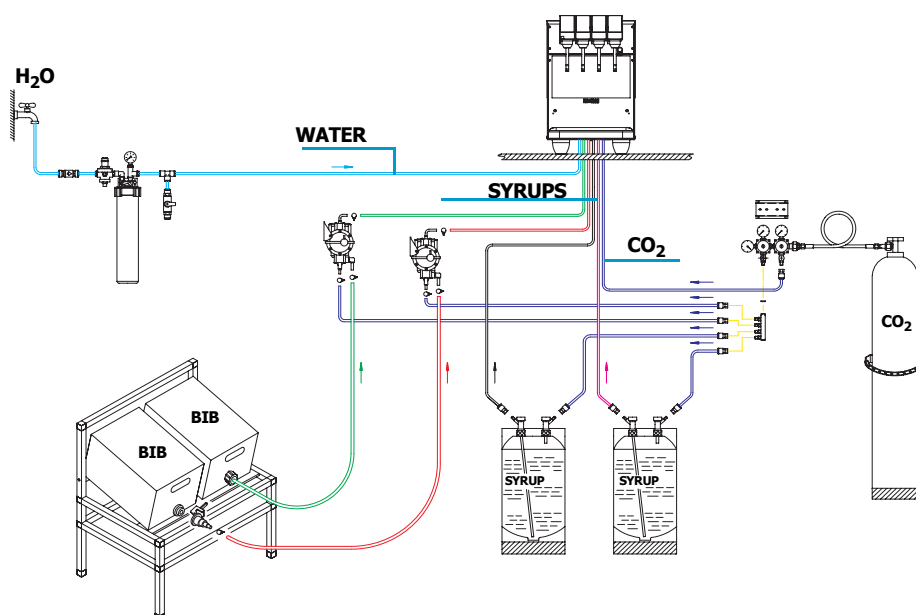 H₂O
WATER
SYRUPS
CO₂
CO₂
BIB
BIB
SYRUP
SYRUP